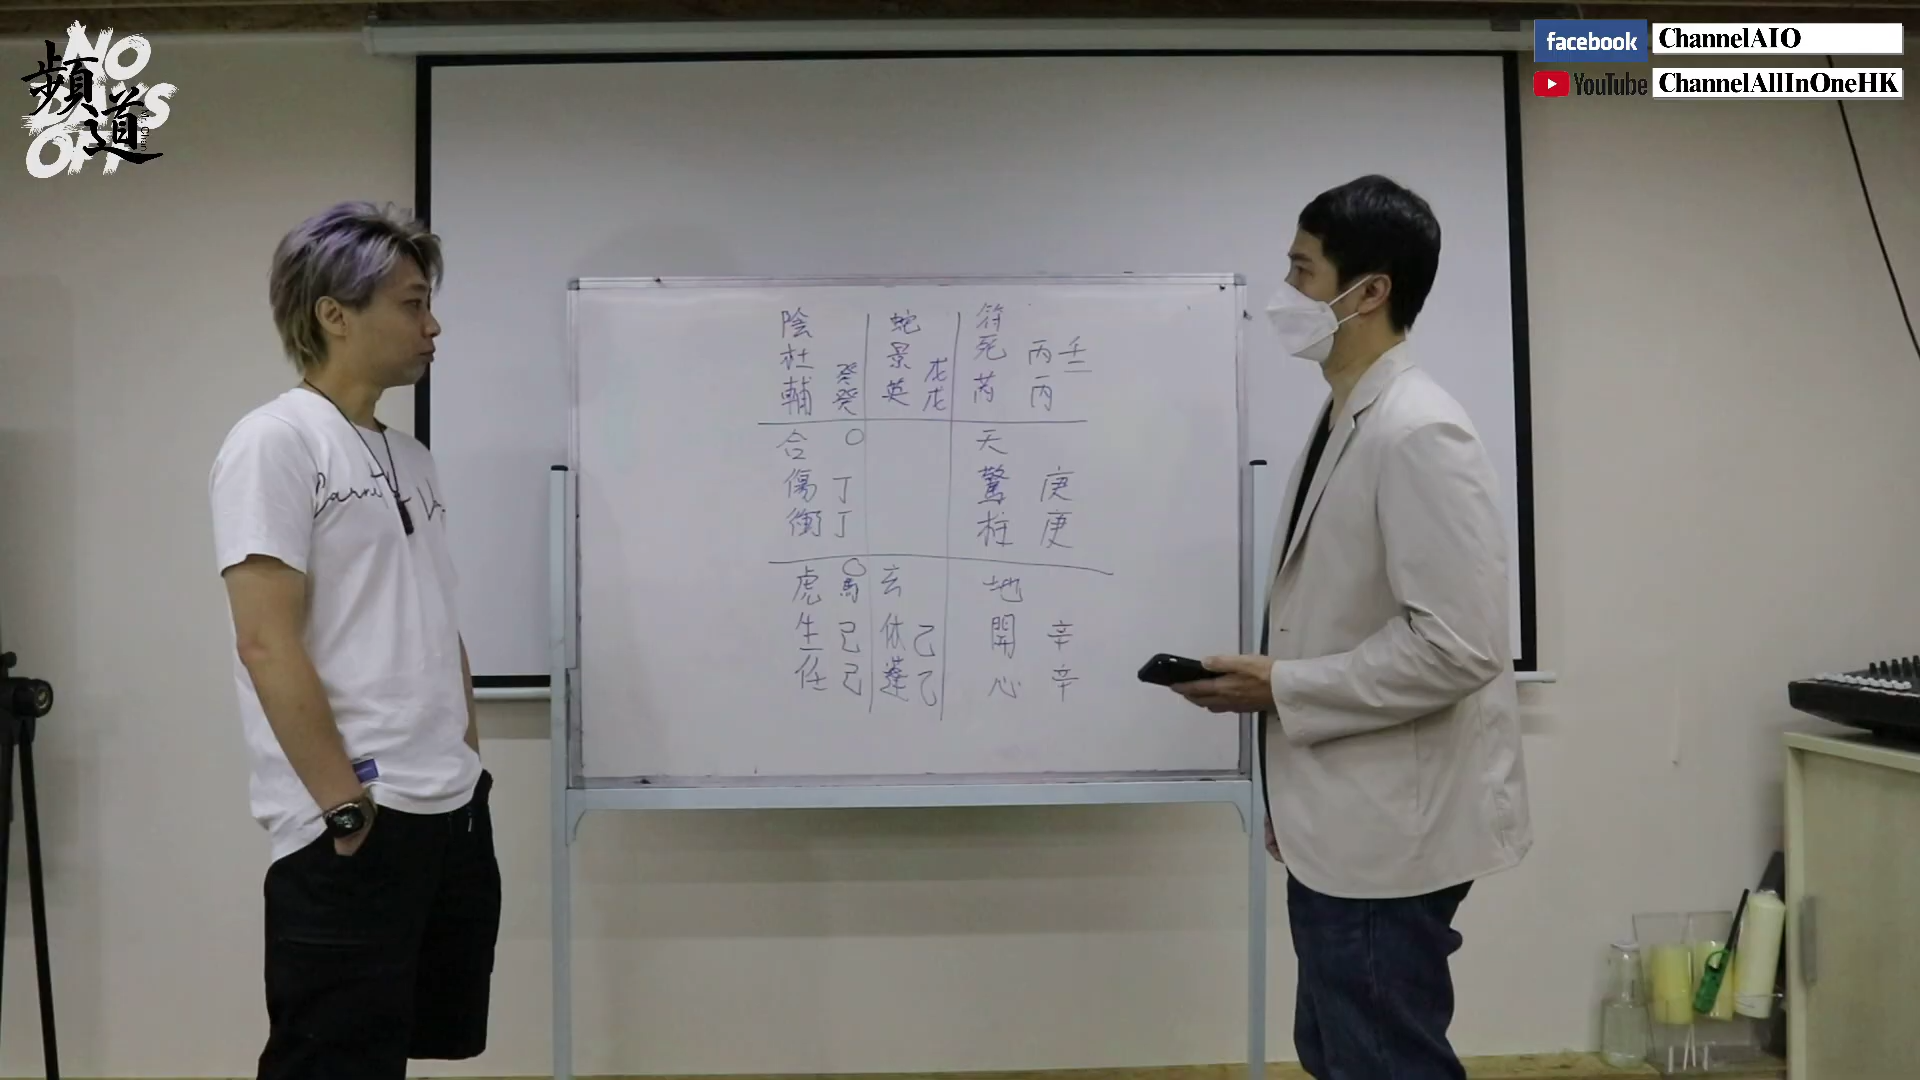 NO
DAYS
OFF
頻道
facebook ChannelAIO
YouTube ChannelAllInOneHK
陰 蛇 符
杜 癸 景 戊 死 丙 壬
輔 癸 英 戊 芮 丙
合 〇 天
傷 丁 驚 庚
衡 丁 柱 庚
虎 〇 馬 玄 地
生 己 休 乙 開 辛
任 己 蓬 乙 心 辛